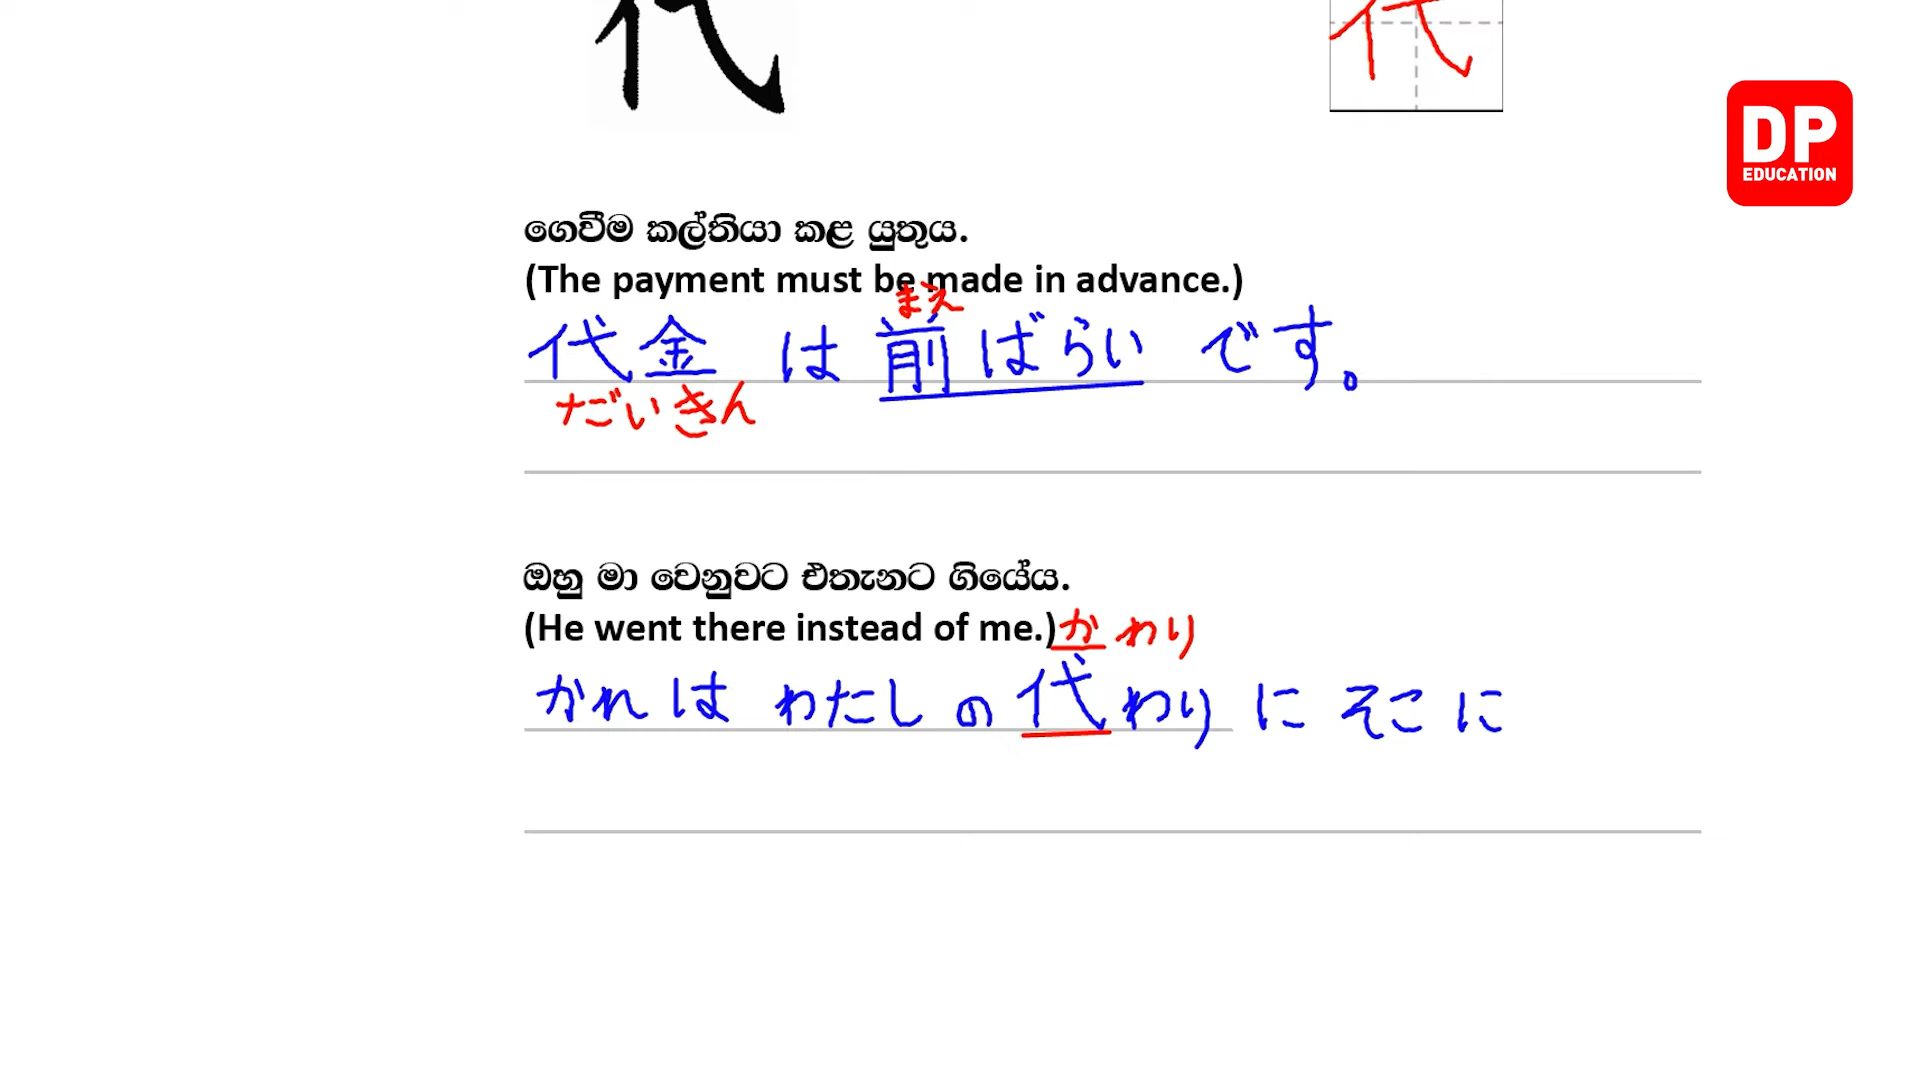 代
代
DP
EDUCATION
ගෙවීම කල්තියා කළ යුතුය.
(The payment must be made in advance.)
まえ
代金は前ばらいです。
だいきん
ඔහු මා වෙනුවට එතැනට ගියේය.
(He went there instead of me.)
かわり
かれはわたしの代わりにそこに